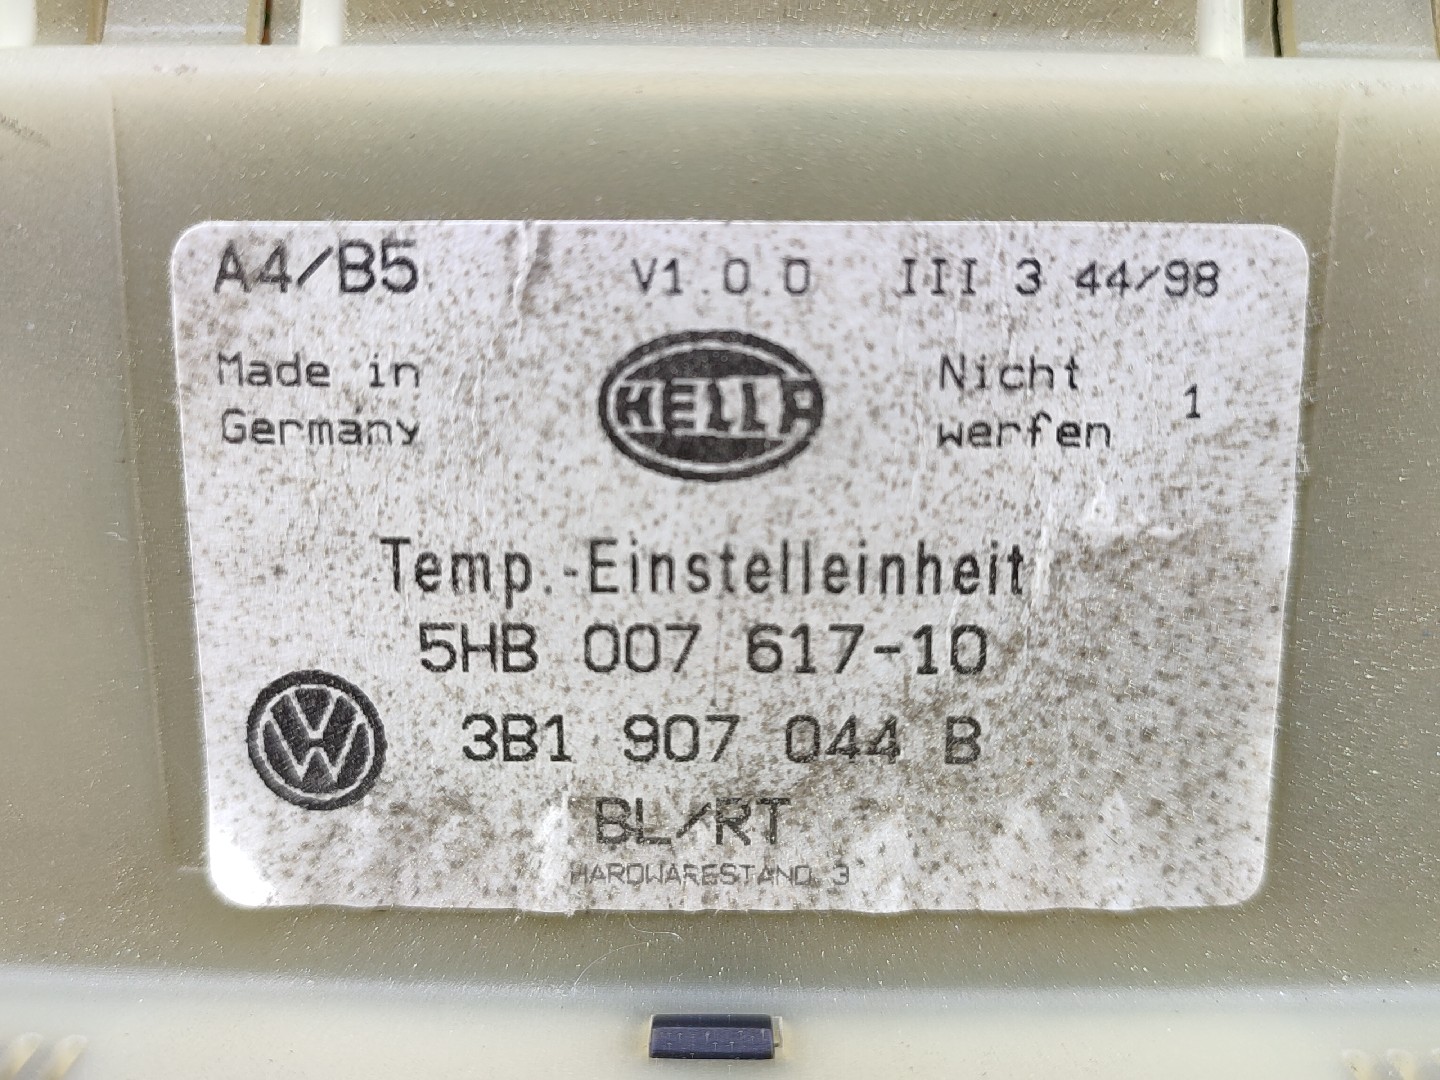 A4/B5 V1.0.0 III 3 44/98
Made in
Germany
HELLA
Nicht
werfen 1
Temp.-Einstelleinheit
5HB 007 617-10
VW
3B1 907 044 B
BL/RT
HARDWARESTAND 3